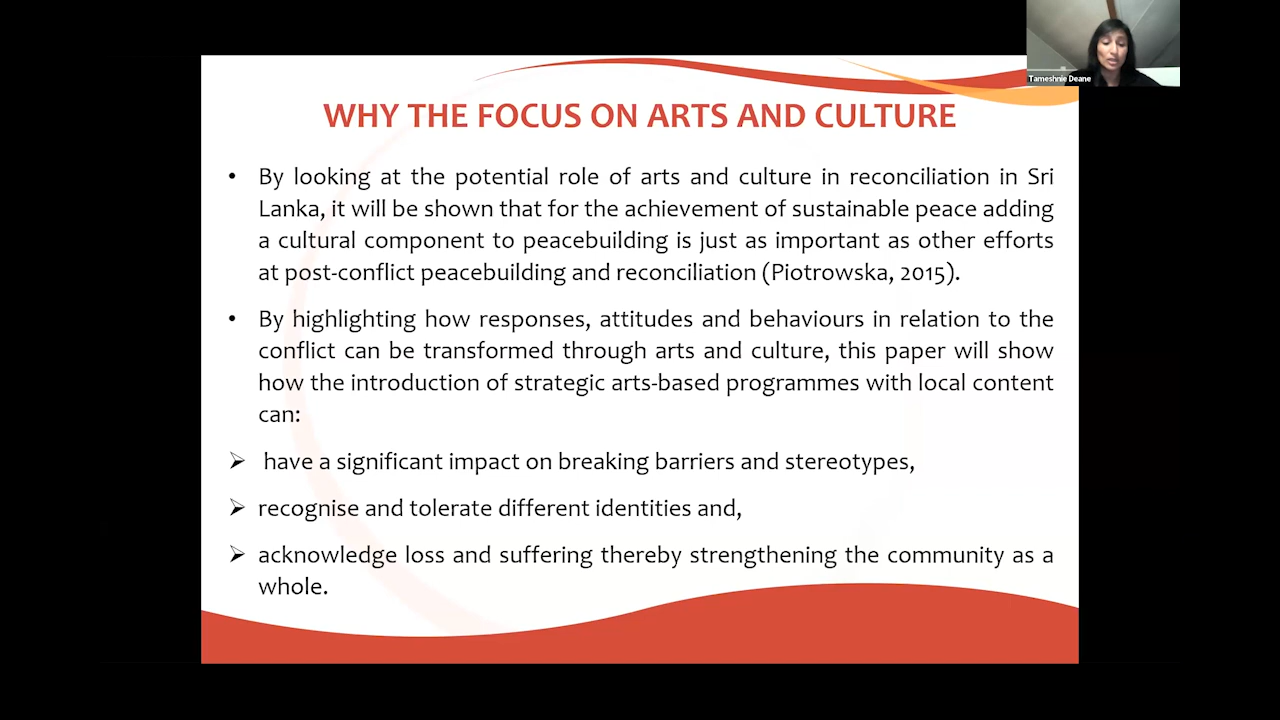 Tameshnie Deane
WHY THE FOCUS ON ARTS AND CULTURE
• By looking at the potential role of arts and culture in reconciliation in Sri
Lanka, it will be shown that for the achievement of sustainable peace adding
a cultural component to peacebuilding is just as important as other efforts
at post-conflict peacebuilding and reconciliation (Piotrowska, 2015).
• By highlighting how responses, attitudes and behaviours in relation to the
conflict can be transformed through arts and culture, this paper will show
how the introduction of strategic arts-based programmes with local content
can:
➢ have a significant impact on breaking barriers and stereotypes,
➢ recognise and tolerate different identities and,
➢ acknowledge loss and suffering thereby strengthening the community as a
whole.